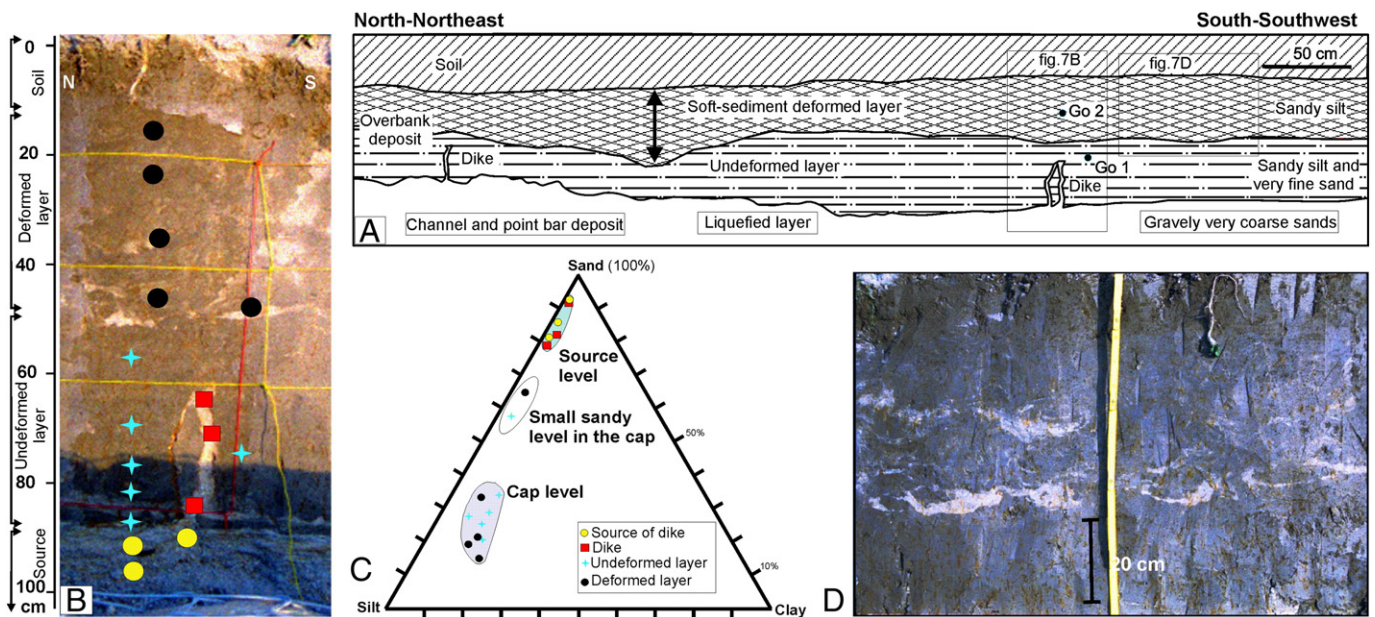 0
20
40
60
80
100
cm
Soil
Deformed
layer
Undeformed
layer
Source
N
S
B
North-Northeast
South-Southwest
Soil
fig.7B
fig.7D
50 cm
Soft-sediment deformed layer
Go 2
Sandy silt
Overbank
deposit
Dike
Undeformed layer
Go 1
Dike
Sandy silt and
very fine sand
A
Channel and point bar deposit
Liquefied layer
Gravely very coarse sands
Sand (100%)
Source
level
Small sandy
level in the cap
50%
Cap level
Source of dike
Dike
Undeformed layer
Deformed layer
10%
C
Silt
Clay
20 cm
D